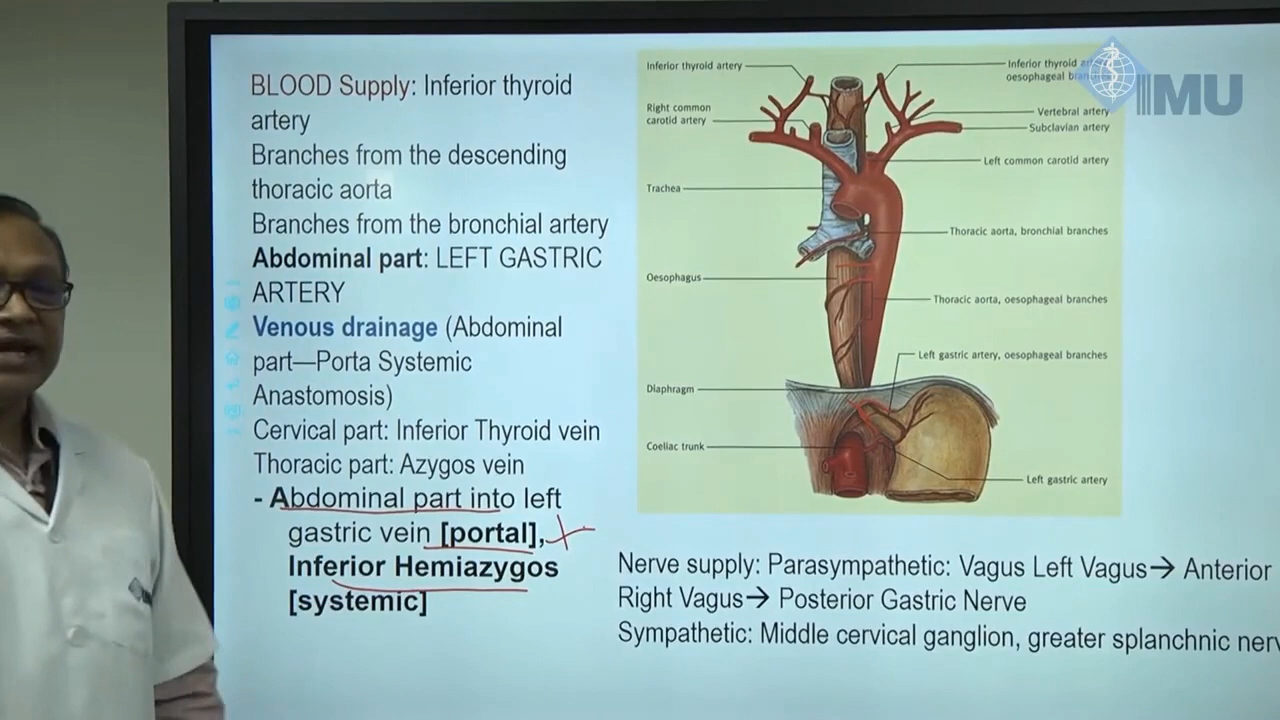 BLOOD Supply: Inferior thyroid
artery
Branches from the descending
thoracic aorta
Branches from the bronchial artery
Abdominal part: LEFT GASTRIC
ARTERY
Venous drainage (Abdominal
part—Porta Systemic
Anastomosis)
Cervical part: Inferior Thyroid vein
Thoracic part: Azygos vein
- Abdominal part into left
gastric vein [portal],
Inferior Hemiazygos
[systemic]
Inferior thyroid artery
Right common
carotid artery
Trachea
Oesophagus
Diaphragm
Coeliac trunk
Inferior thyroid
oesophageal
Vertebral artery
Subclavian artery
Left common carotid artery
Thoracic aorta, bronchial branches
Thoracic aorta, oesophageal branches
Left gastric artery, oesophageal branches
Left gastric artery
Nerve supply: Parasympathetic: Vagus Left Vagus→ Anterior
Right Vagus→ Posterior Gastric Nerve
Sympathetic: Middle cervical ganglion, greater splanchnic
IMU